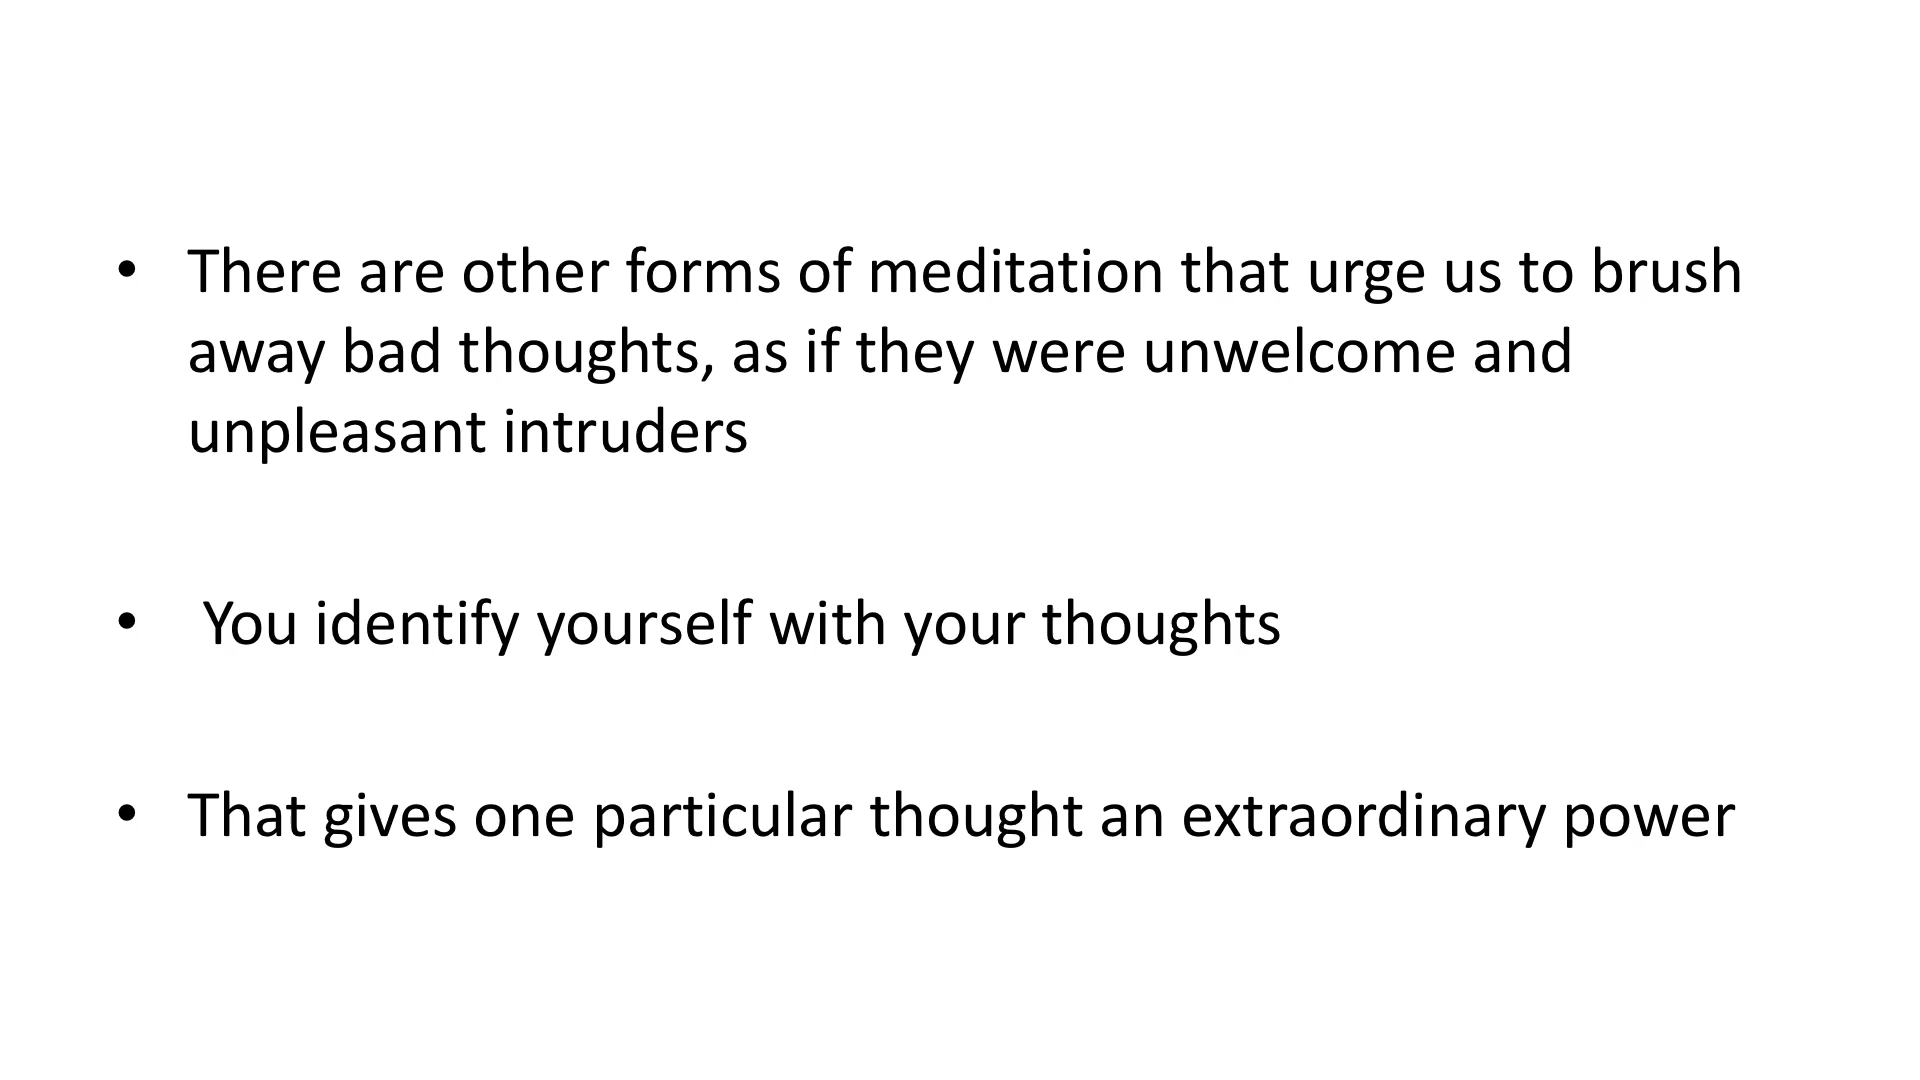 • There are other forms of meditation that urge us to brush
away bad thoughts, as if they were unwelcome and
unpleasant intruders
• You identify yourself with your thoughts
• That gives one particular thought an extraordinary power